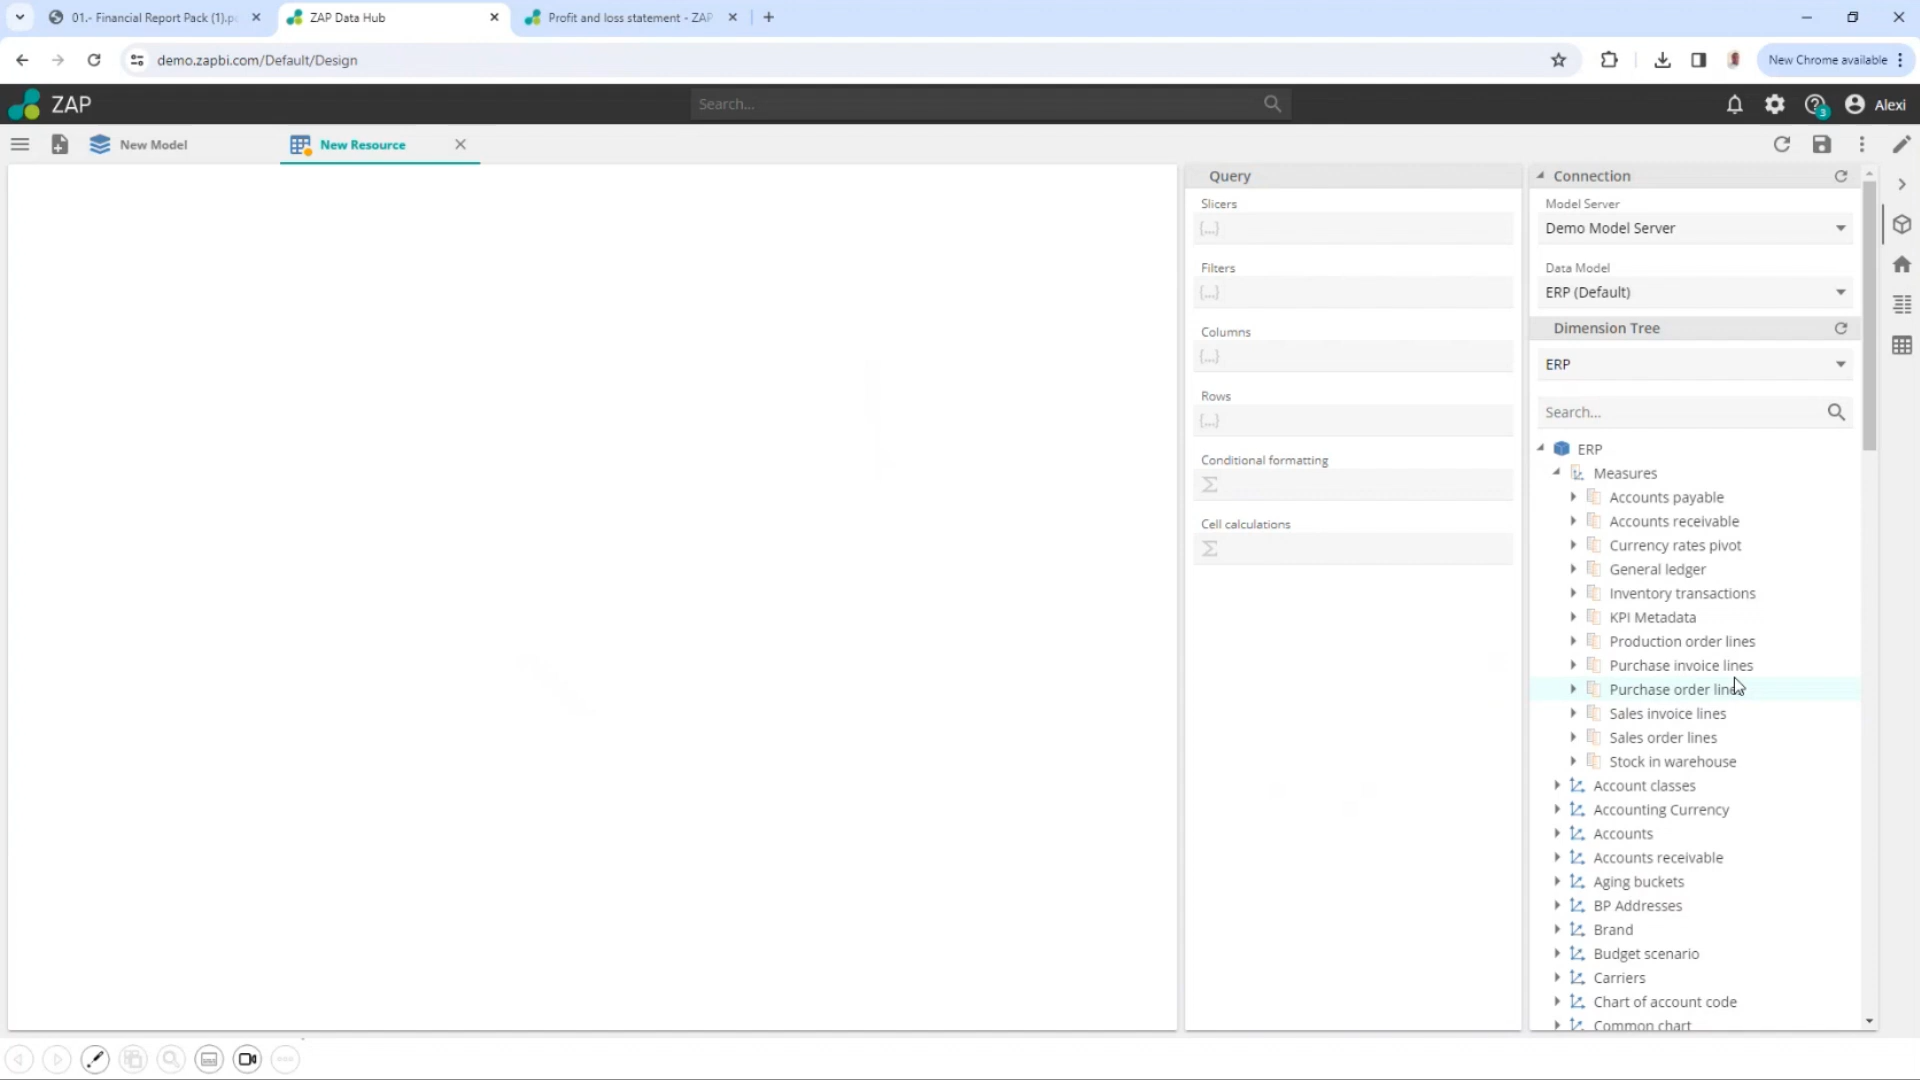 01.- Financial Report Pack (1).p
ZAP Data Hub
Profit and loss statement - ZAP
demo.zapbi.com/Default/Design
New Chrome available
ZAP
Search...
3
Alexi
New Model
New Resource
Query
Slicers
{...}
Filters
{...}
Columns
{...}
Rows
{...}
Conditional formatting
Σ
Cell calculations
Σ
Connection
Model Server
Demo Model Server
Data Model
ERP (Default)
Dimension Tree
ERP
Search...
ERP
Measures
Accounts payable
Accounts receivable
Currency rates pivot
General ledger
Inventory transactions
KPI Metadata
Production order lines
Purchase invoice lines
Purchase order lines
Sales invoice lines
Sales order lines
Stock in warehouse
Account classes
Accounting Currency
Accounts
Accounts receivable
Aging buckets
BP Addresses
Brand
Budget scenario
Carriers
Chart of account code
Common chart